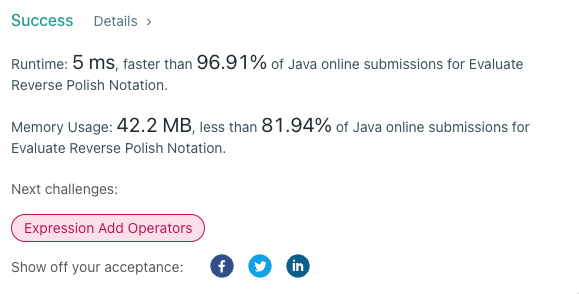 Success Details >
Runtime: 5 ms, faster than 96.91% of Java online submissions for Evaluate
Reverse Polish Notation.
Memory Usage: 42.2 MB, less than 81.94% of Java online submissions for
Evaluate Reverse Polish Notation.
Next challenges:
Expression Add Operators
Show off your acceptance: f in